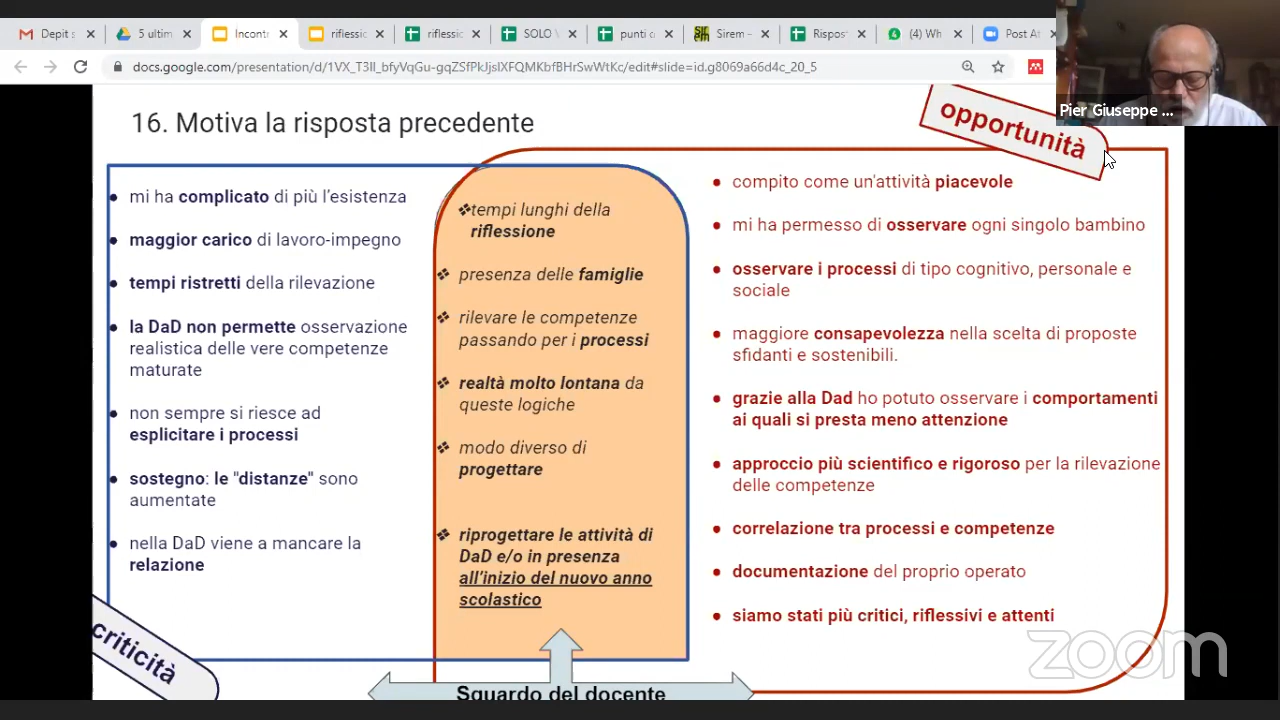 Depit s
5 ultim
Incont
riflessic
riflessic
SOLO
punti o
Sirem –
Rispos
(4) Wh
Post At
docs.google.com/presentation/d/
/edit#slide=id.g8069a66d4c_20_5
Pier Giuseppe ...
16. Motiva la risposta precedente
opportunità
mi ha complicato di più l'esistenza
maggior carico di lavoro-impegno
tempi ristretti della rilevazione
la DaD non permette osservazione
realistica delle vere competenze
maturate
non sempre si riesce ad
esplicitare i processi
sostegno: le "distanze" sono
aumentate
nella DaD viene a mancare la
relazione
criticità
tempi lunghi della
riflessione
presenza delle famiglie
rilevare le competenze
passando per i processi
realtà molto lontana da
queste logiche
modo diverso di
progettare
riprogettare le attività di
DaD e/o in presenza
all'inizio del nuovo anno
scolastico
Sguardo del docente
compito come un'attività piacevole
mi ha permesso di osservare ogni singolo bambino
osservare i processi di tipo cognitivo, personale e
sociale
maggiore consapevolezza nella scelta di proposte
sfidanti e sostenibili.
grazie alla Dad ho potuto osservare i comportamenti
ai quali si presta meno attenzione
approccio più scientifico e rigoroso per la rilevazione
delle competenze
correlazione tra processi e competenze
documentazione del proprio operato
siamo stati più critici, riflessivi e attenti
zoom